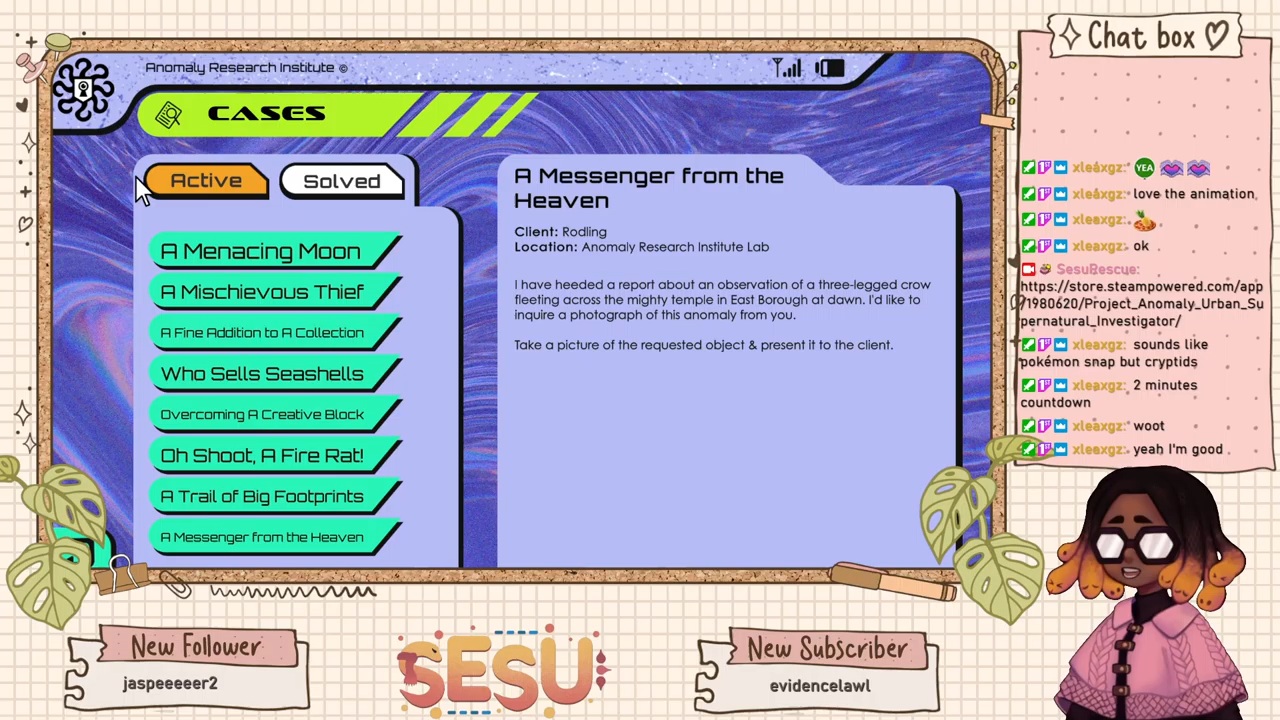 Anomaly Research Institute ©
CASES
Active
Solved
A Menacing Moon
A Mischievous Thief
A Fine Addition to A Collection
Who Sells Seashells
Overcoming A Creative Block
Oh Shoot, A Fire Rat!
A Trail of Big Footprints
A Messenger from the Heaven
A Messenger from the
Heaven
Client: Rodling
Location: Anomaly Research Institute Lab
I have heeded a report about an observation of a three-legged crow
fleeting across the mighty temple in East Borough at dawn. I'd like to
inquire a photograph of this anomaly from you.
Take a picture of the requested object & present it to the client.
Chat box
xleaxgz: YEA
xleaxgz: love the animation
xleaxgz:
xleaxgz: ok
SesuRescue:
https://store.steampowered.com/app
/1980620/Project_Anomaly_Urban_Su
pernatural_Investigator/
xleaxgz: sounds like
pokémon snap but cryptids
xleaxgz: 2 minutes
countdown
xleaxgz: woot
xleaxgz: yeah I'm good
New Follower
jaspeeeeer2
SESU
New Subscriber
evidencelawl